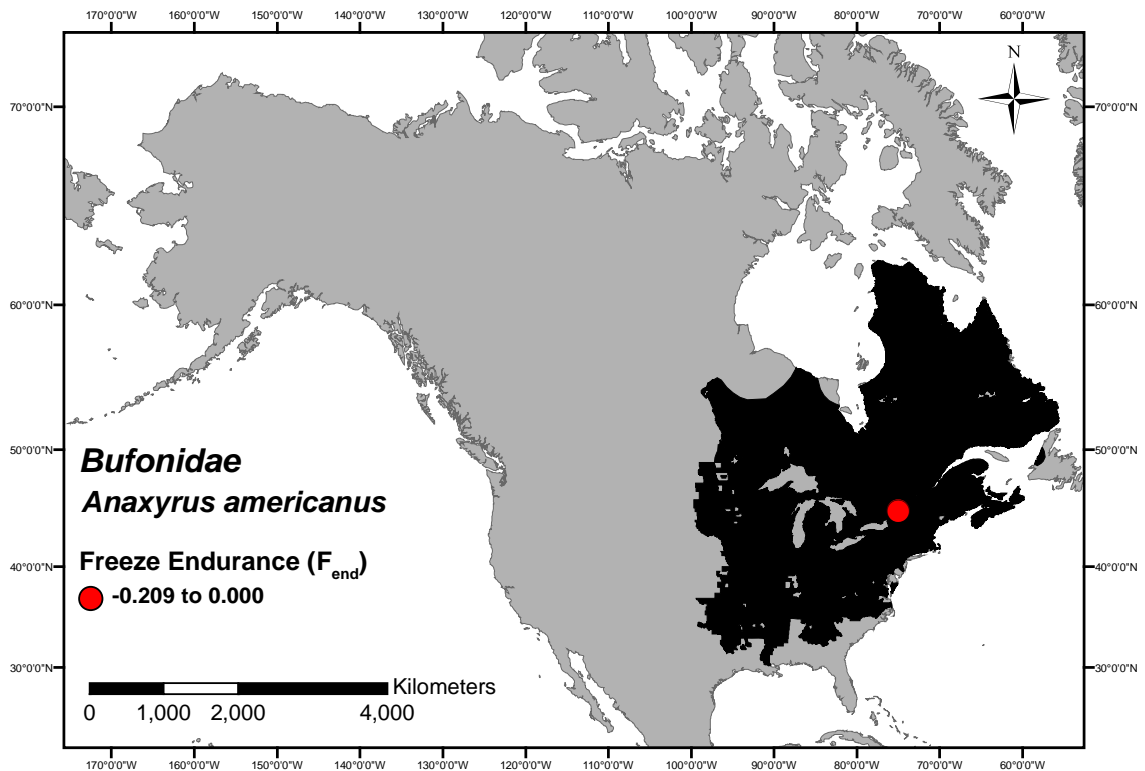 170°0'0"W 160°0'0"W 150°0'0"W 140°0'0"W 130°0'0"W 120°0'0"W 110°0'0"W 100°0'0"W 90°0'0"W 80°0'0"W 70°0'0"W 60°0'0"W
N
70°0'0"N 70°0'0"N
60°0'0"N 60°0'0"N
50°0'0"N 50°0'0"N
Bufonidae
Anaxyrus americanus
Freeze Endurance (Fend)
40°0'0"N 40°0'0"N
-0.209 to 0.000
30°0'0"N 30°0'0"N
Kilometers
0 1,000 2,000 4,000
170°0'0"W 160°0'0"W 150°0'0"W 140°0'0"W 130°0'0"W 120°0'0"W 110°0'0"W 100°0'0"W 90°0'0"W 80°0'0"W 70°0'0"W 60°0'0"W